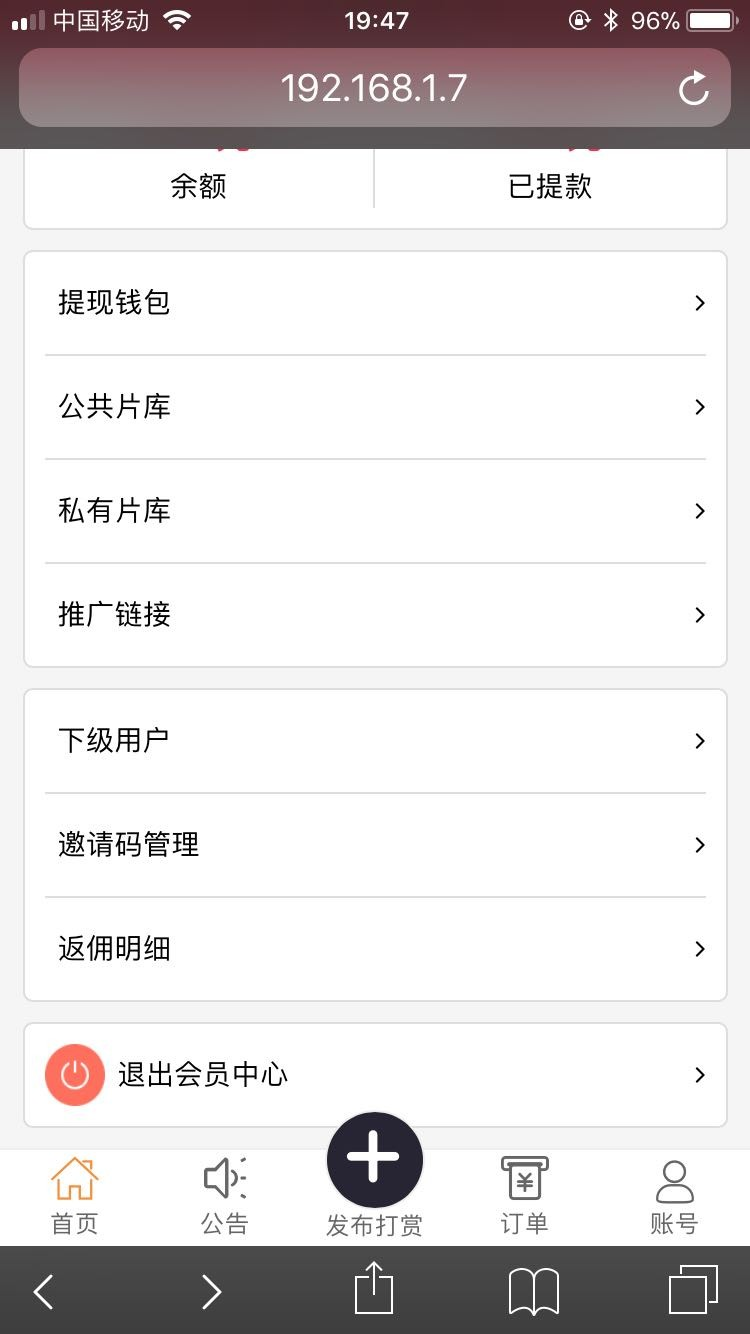 中国移动 19:47 96%
192.168.1.7
余额 已提款
提现钱包
公共片库
私有片库
推广链接
下级用户
邀请码管理
返佣明细
退出会员中心
首页 公告 发布打赏 订单 账号